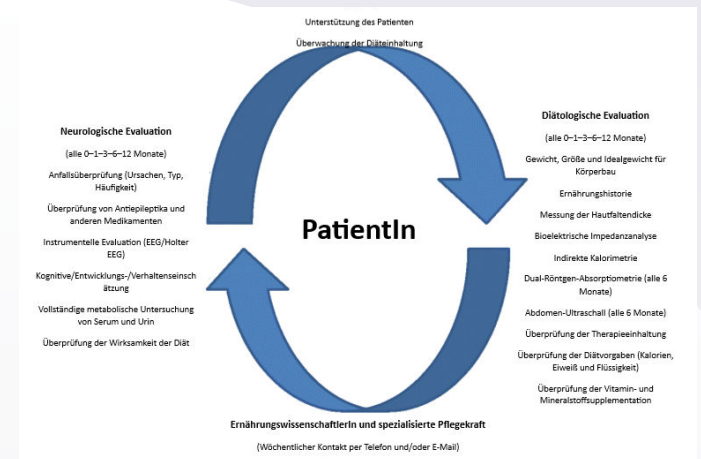 Unterstützung des Patienten
Überwachung der Diäteinhaltung
Neurologische Evaluation
(alle 0–1–3–6–12 Monate)
Anfallsüberprüfung (Ursachen, Typ,
Häufigkeit)
Überprüfung von Antiepileptika und
anderen Medikamenten
Instrumentelle Evaluation (EEG/Holter
EEG)
Kognitive/Entwicklungs-/Verhaltenseinsch
ätzung
Vollständige metabolische Untersuchung
von Serum und Urin
Überprüfung der Wirksamkeit der Diät
PatientIn
Diätologische Evaluation
(alle 0–1–3–6–12 Monate)
Gewicht, Größe und Idealgewicht für
Körperbau
Ernährungshistorie
Messung der Hautfaltendicke
Bioelektrische Impedanzanalyse
Indirekte Kalorimetrie
Dual-Röntgen-Absorptiometrie (alle 6
Monate)
Abdomen-Ultraschall (alle 6 Monate)
Überprüfung der Therapieeinhaltung
Überprüfung der Diätvorgaben (Kalorien,
Eiweiß und Flüssigkeit)
Überprüfung der Vitamin- und
Mineralstoffsupplementation
ErnährungswissenschaftlerIn und spezialisierte Pflegekraft
(Wöchentlicher Kontakt per Telefon und/oder E-Mail)